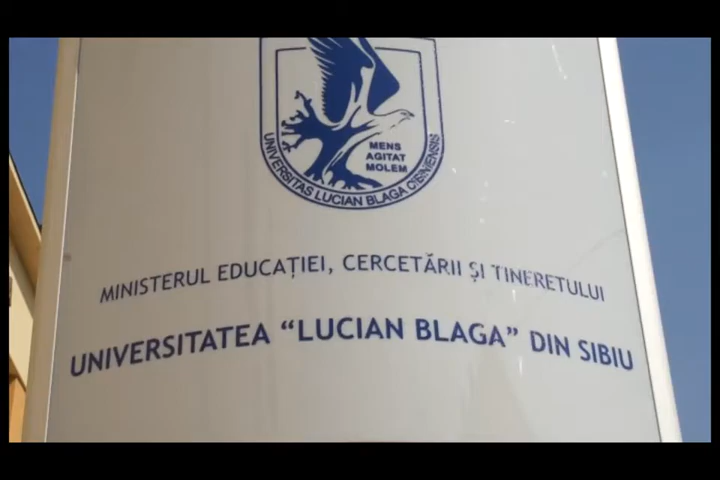 MENS
AGITAT
MOLEM
UNIVERSITAS LUCIAN BLAGA CIBINIENSIS
MINISTERUL EDUCAȚIEI, CERCETĂRII ȘI TINERETULUI
UNIVERSITATEA “LUCIAN BLAGA” DIN SIBIU